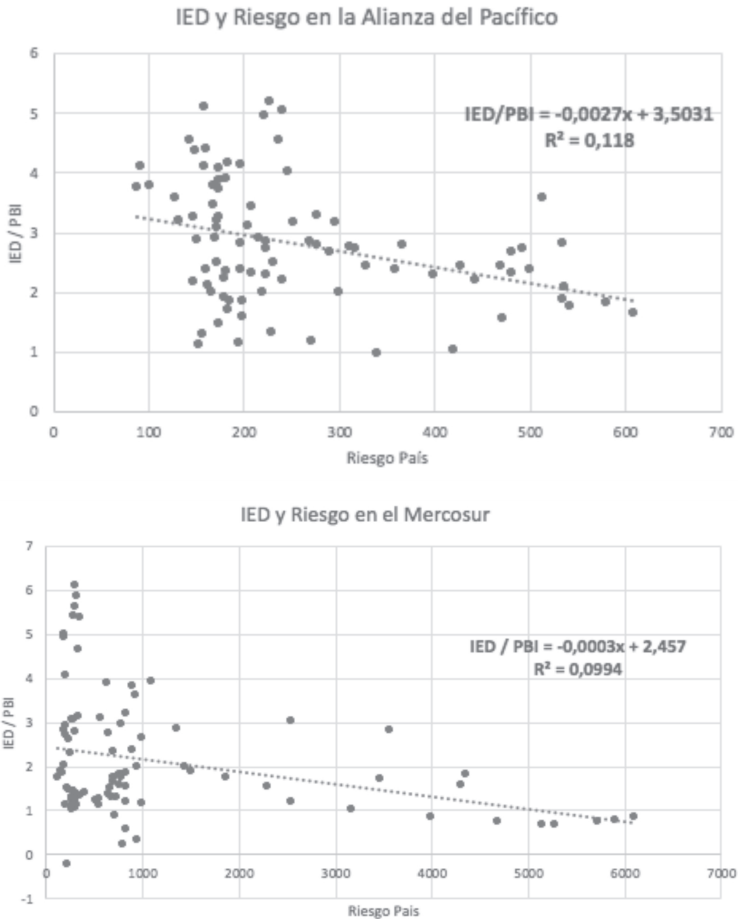 IED y Riesgo en la Alianza del Pacífico
6
5
4
3
2
1
0
IED / PBI
IED/PBI = -0,0027x + 3,5031
R² = 0,118
0 100 200 300 400 500 600 700
Riesgo País
IED y Riesgo en el Mercosur
7
6
5
4
3
2
1
0
-1
IED / PBI
IED / PBI = -0,0003x + 2,457
R² = 0,0994
0 1000 2000 3000 4000 5000 6000 7000
Riesgo Pais